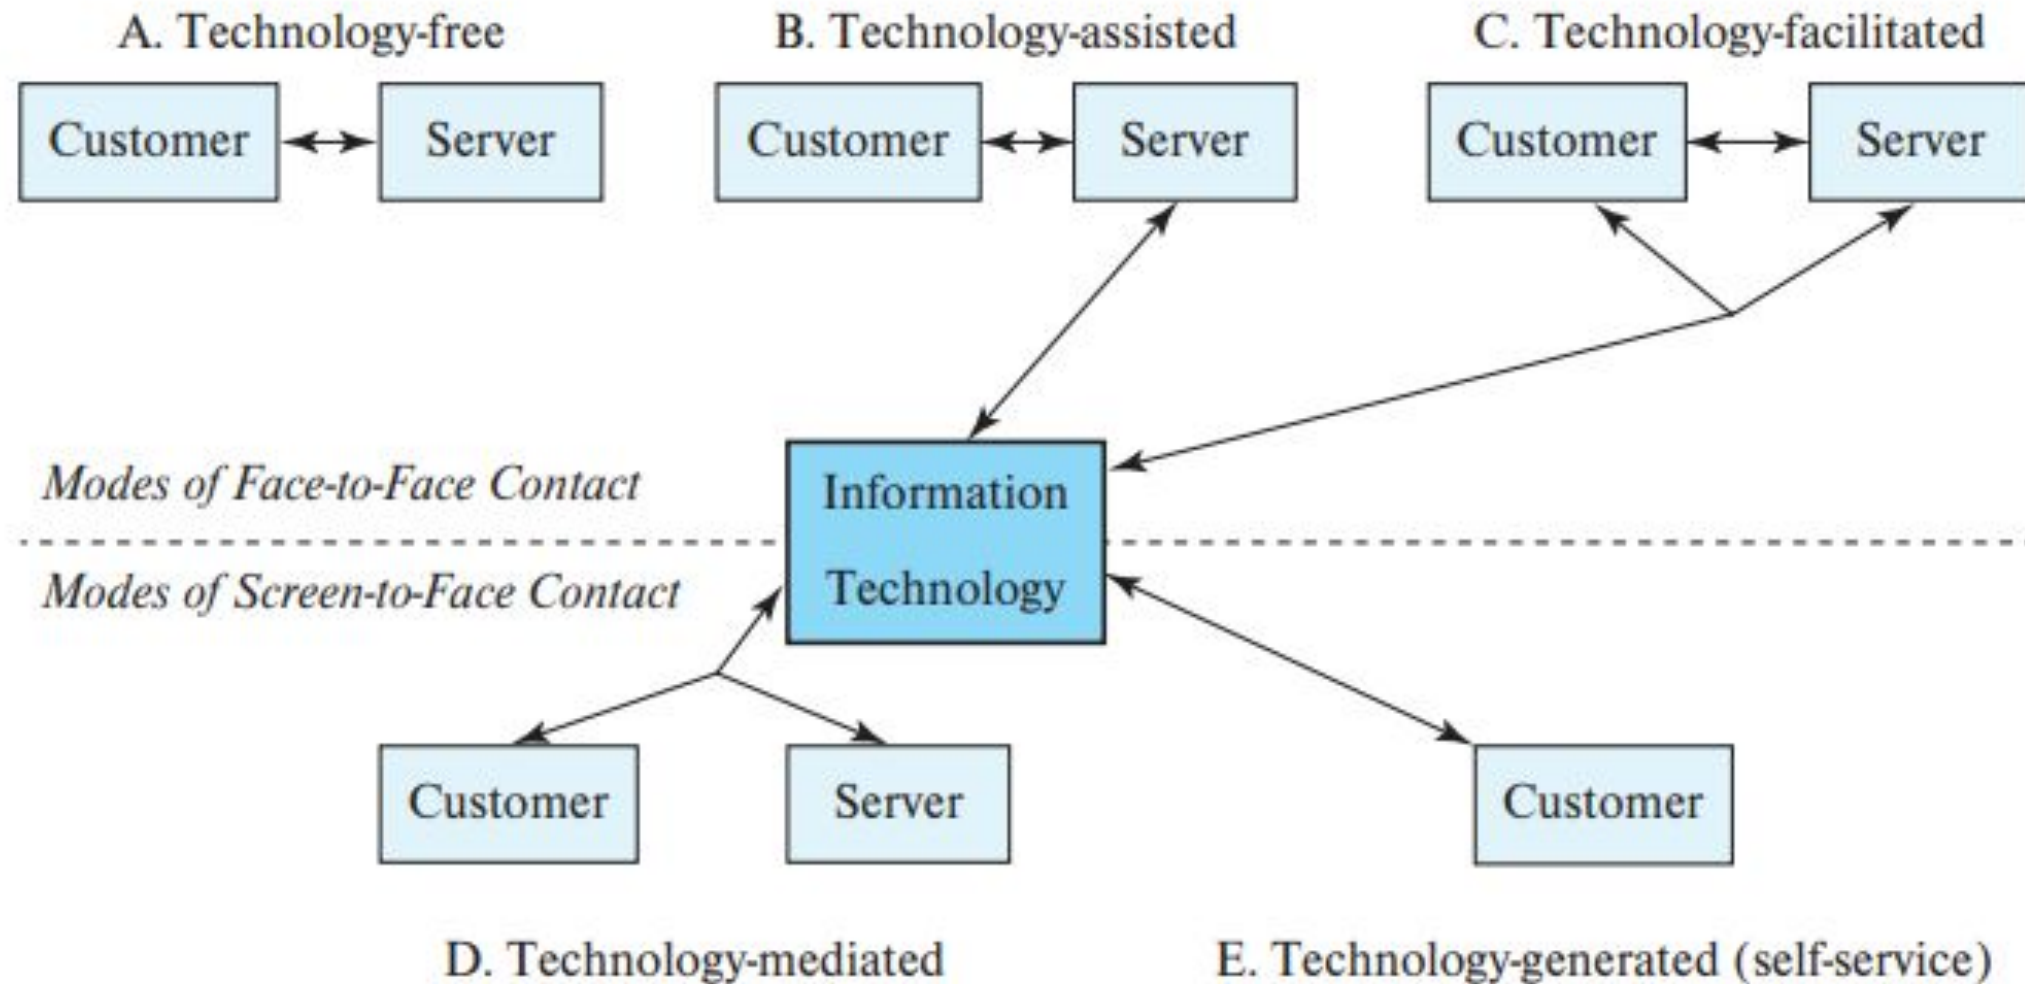 A. Technology-free
B. Technology-assisted
C. Technology-facilitated
Customer
Server
Customer
Server
Customer
Server
Modes of Face-to-Face Contact
Information
Technology
Modes of Screen-to-Face Contact
Customer
Server
Customer
D. Technology-mediated
E. Technology-generated (self-service)